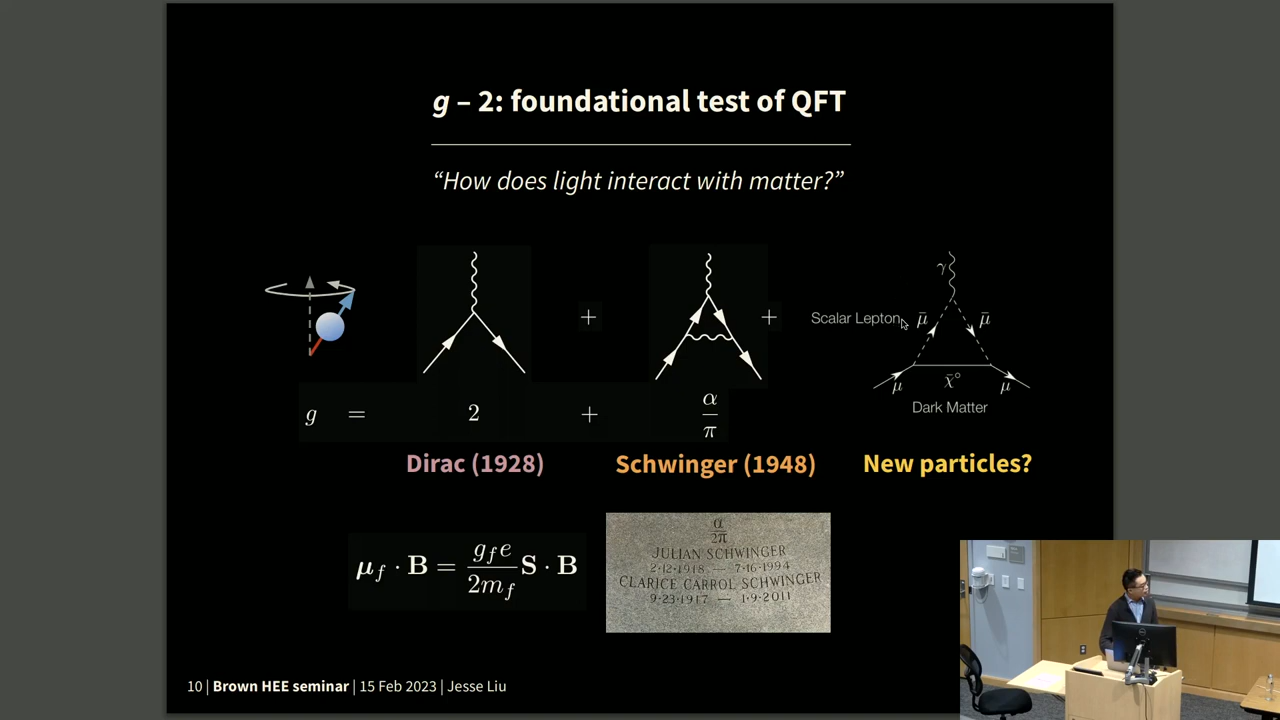 g – 2: foundational test of QFT
“How does light interact with matter?”
γ
+
+
Scalar Lepton
μ̃
μ̃
μ
χ̃°
μ
Dark Matter
g = 2 + α/π
Dirac (1928)
Schwinger (1948)
New particles?
μ_f · B = g_f e / 2m_f S · B
α/2π
JULIAN SCHWINGER
2·12·1918 — 7·16·1994
CLARICE CARROL SCHWINGER
9·23·1917 — 1·9·2011
10 | Brown HEE seminar | 15 Feb 2023 | Jesse Liu